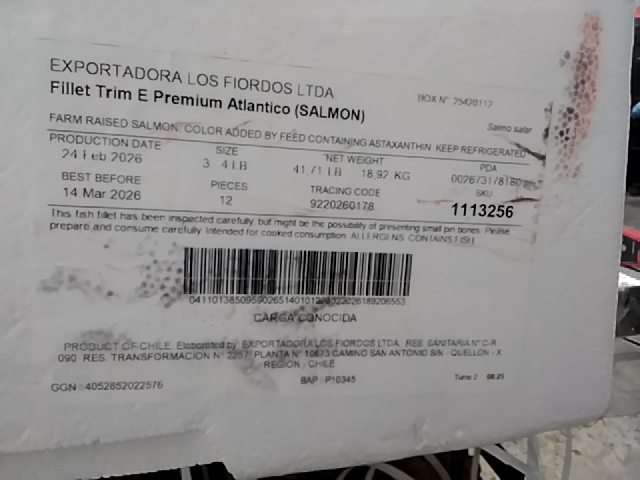 EXPORTADORA LOS FIORDOS LTDA
Fillet Trim E Premium Atlantico (SALMON)
BOX N° 75420112
Salmo salar
FARM RAISED SALMON. COLOR ADDED BY FEED CONTAINING ASTAXANTHIN. KEEP REFRIGERATED
PRODUCTION DATE SIZE NET WEIGHT PDA
24 Feb 2026 3 4 LB 41,71 LB 18,92 KG
BEST BEFORE PIECES TRACING CODE SKU
14 Mar 2026 12 9220260178 1113256
This fish fillet has been inspected carefully, but might be the possibility of presenting small pin bones. Please
prepare and consume carefully. Intended for cooked consumption. ALLERGENS: CONTAINS FISH
CARGA CONOCIDA
PRODUCT OF CHILE. Elaborated by: EXPORTADORA LOS FIORDOS LTDA. RES. SANITARIA N° C-R
090 RES. TRANSFORMACION N° 2257 PLANTA N° 10673 CAMINO SAN ANTONIO S/N - QUELLON - X
REGION - CHILE
GGN : 4052852022576 BAP : P10345 Turno 2